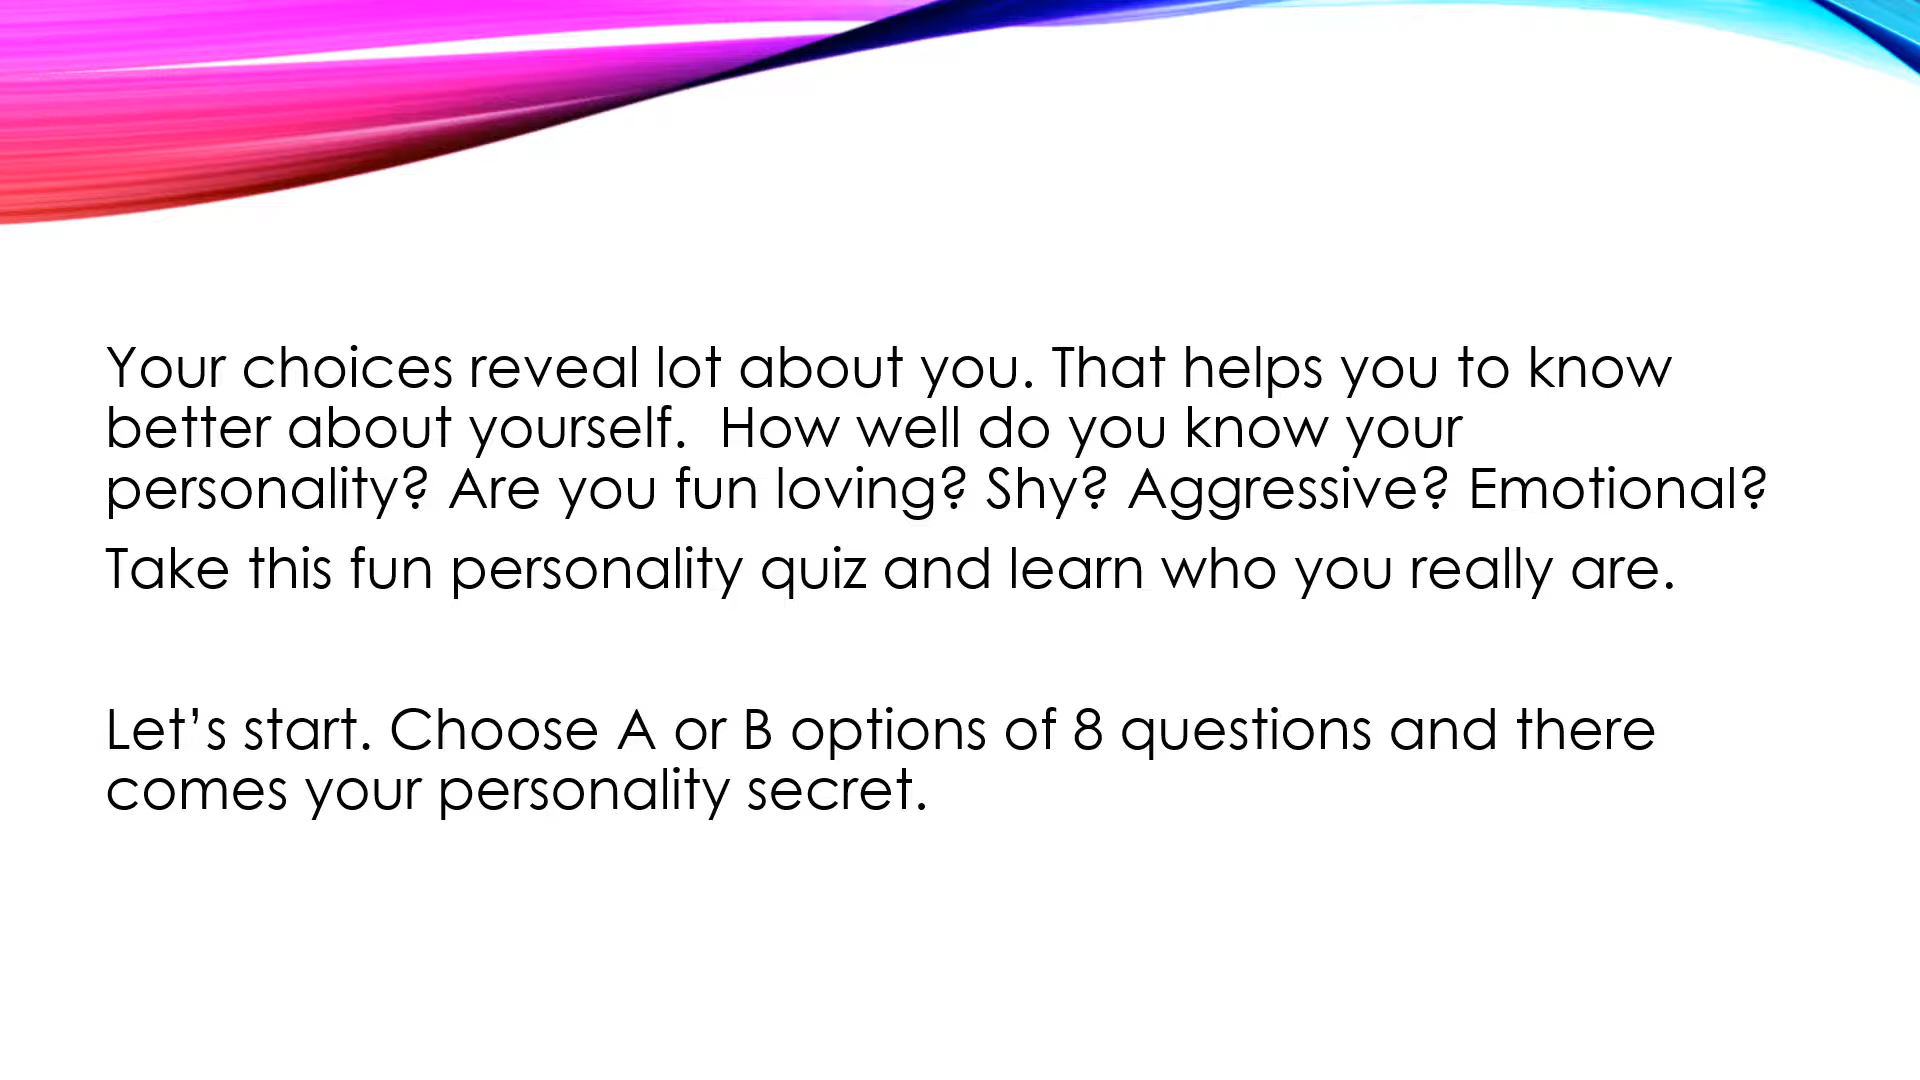 Your choices reveal lot about you. That helps you to know
better about yourself.  How well do you know your
personality? Are you fun loving? Shy? Aggressive? Emotional?
Take this fun personality quiz and learn who you really are.
Let’s start. Choose A or B options of 8 questions and there
comes your personality secret.